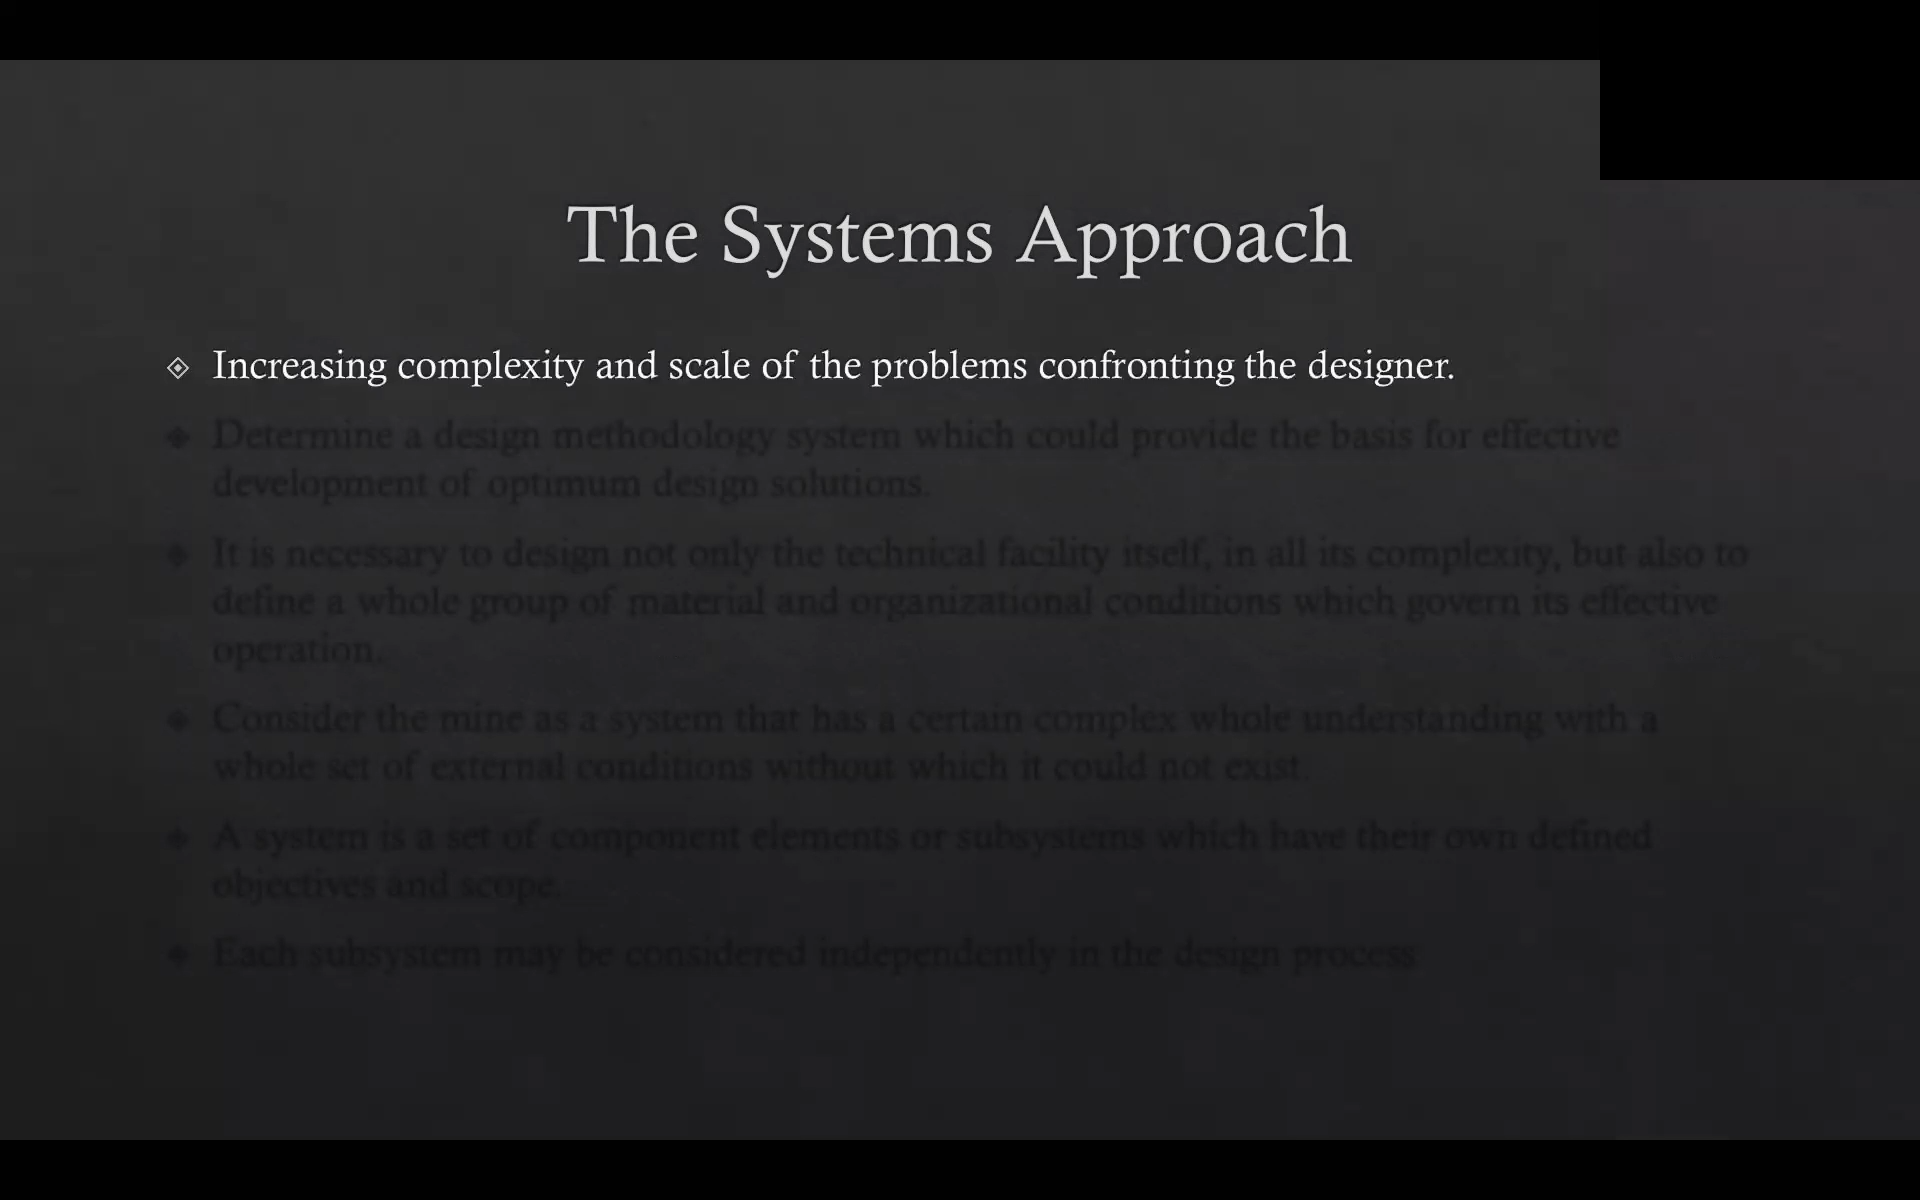 The Systems Approach
Increasing complexity and scale of the problems confronting the designer.
Determine a design methodology system which could provide the basis for effective
development of optimum design solutions.
It is necessary to design not only the technical facility itself, in all its complexity, but also to
define a whole group of material and organizational conditions which govern its effective
operation.
Consider the mine as a system that has a certain complex whole understanding with a
whole set of external conditions without which it could not exist.
A system is a set of component elements or subsystems which have their own defined
objectives and scope.
Each subsystem may be considered independently in the design process